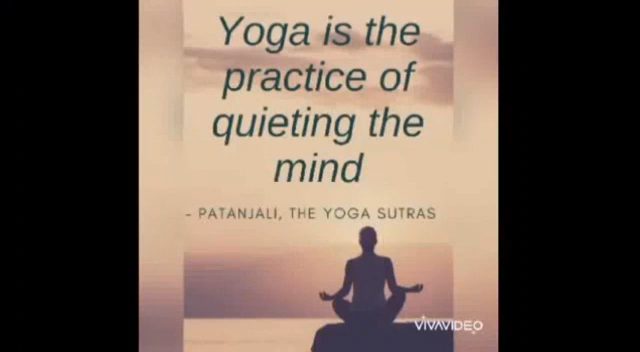 Yoga is the
practice of
quieting the
mind
- PATANJALI, THE YOGA SUTRAS
VIVAVIDEO